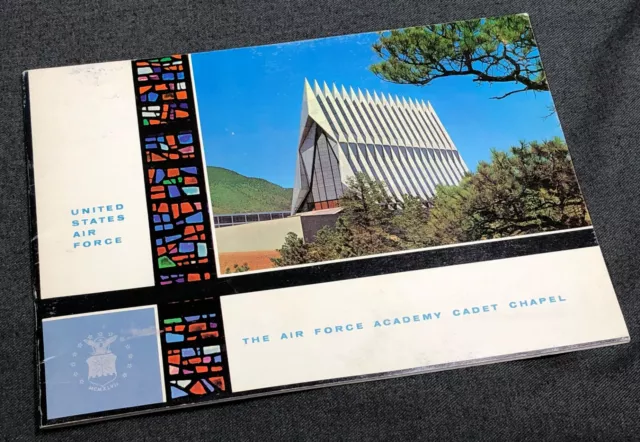 UNITED
STATES
AIR
FORCE
THE AIR FORCE ACADEMY CADET CHAPEL